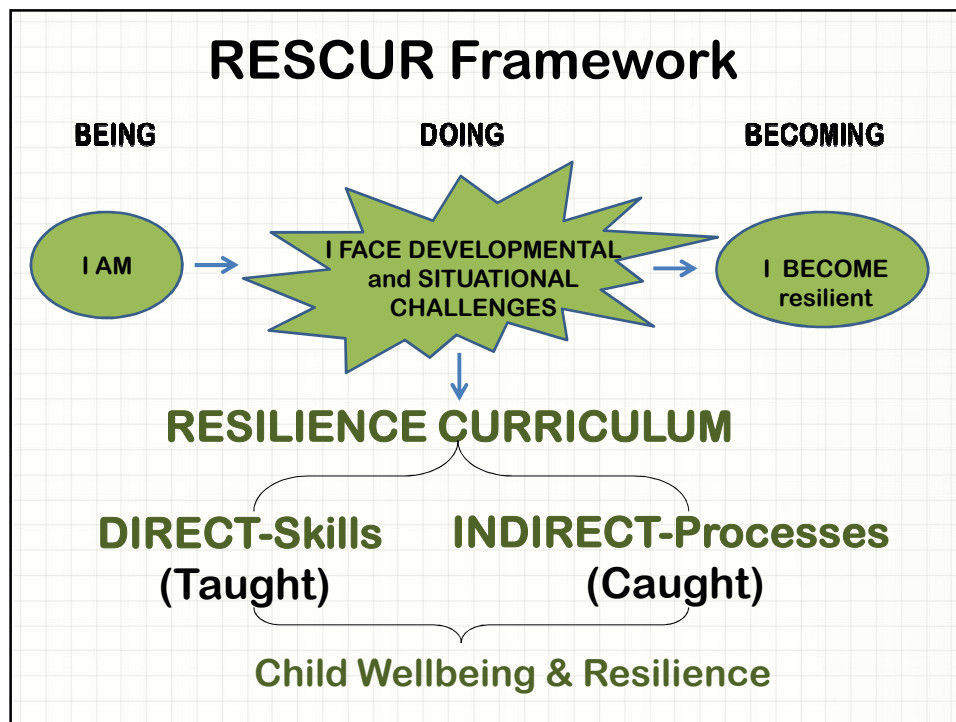 RESCUR Framework
BEING DOING BECOMING
I AM
I FACE DEVELOPMENTAL
and SITUATIONAL
CHALLENGES
I BECOME
resilient
RESILIENCE CURRICULUM
DIRECT-Skills INDIRECT-Processes
(Taught) (Caught)
Child Wellbeing & Resilience